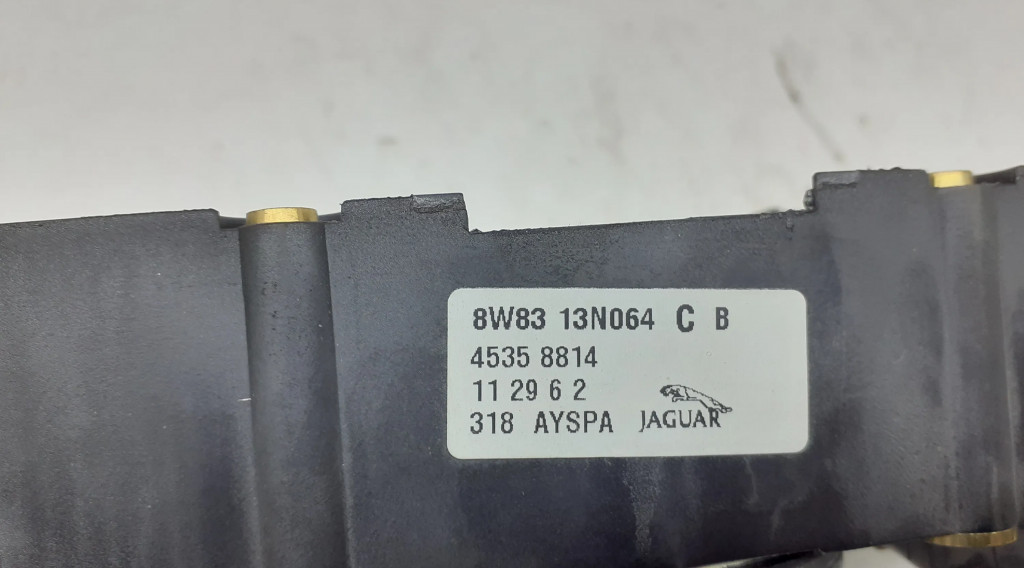 8W83 13N064 C B
4535 8814
11 29 6 2
318 AYSPA JAGUAR